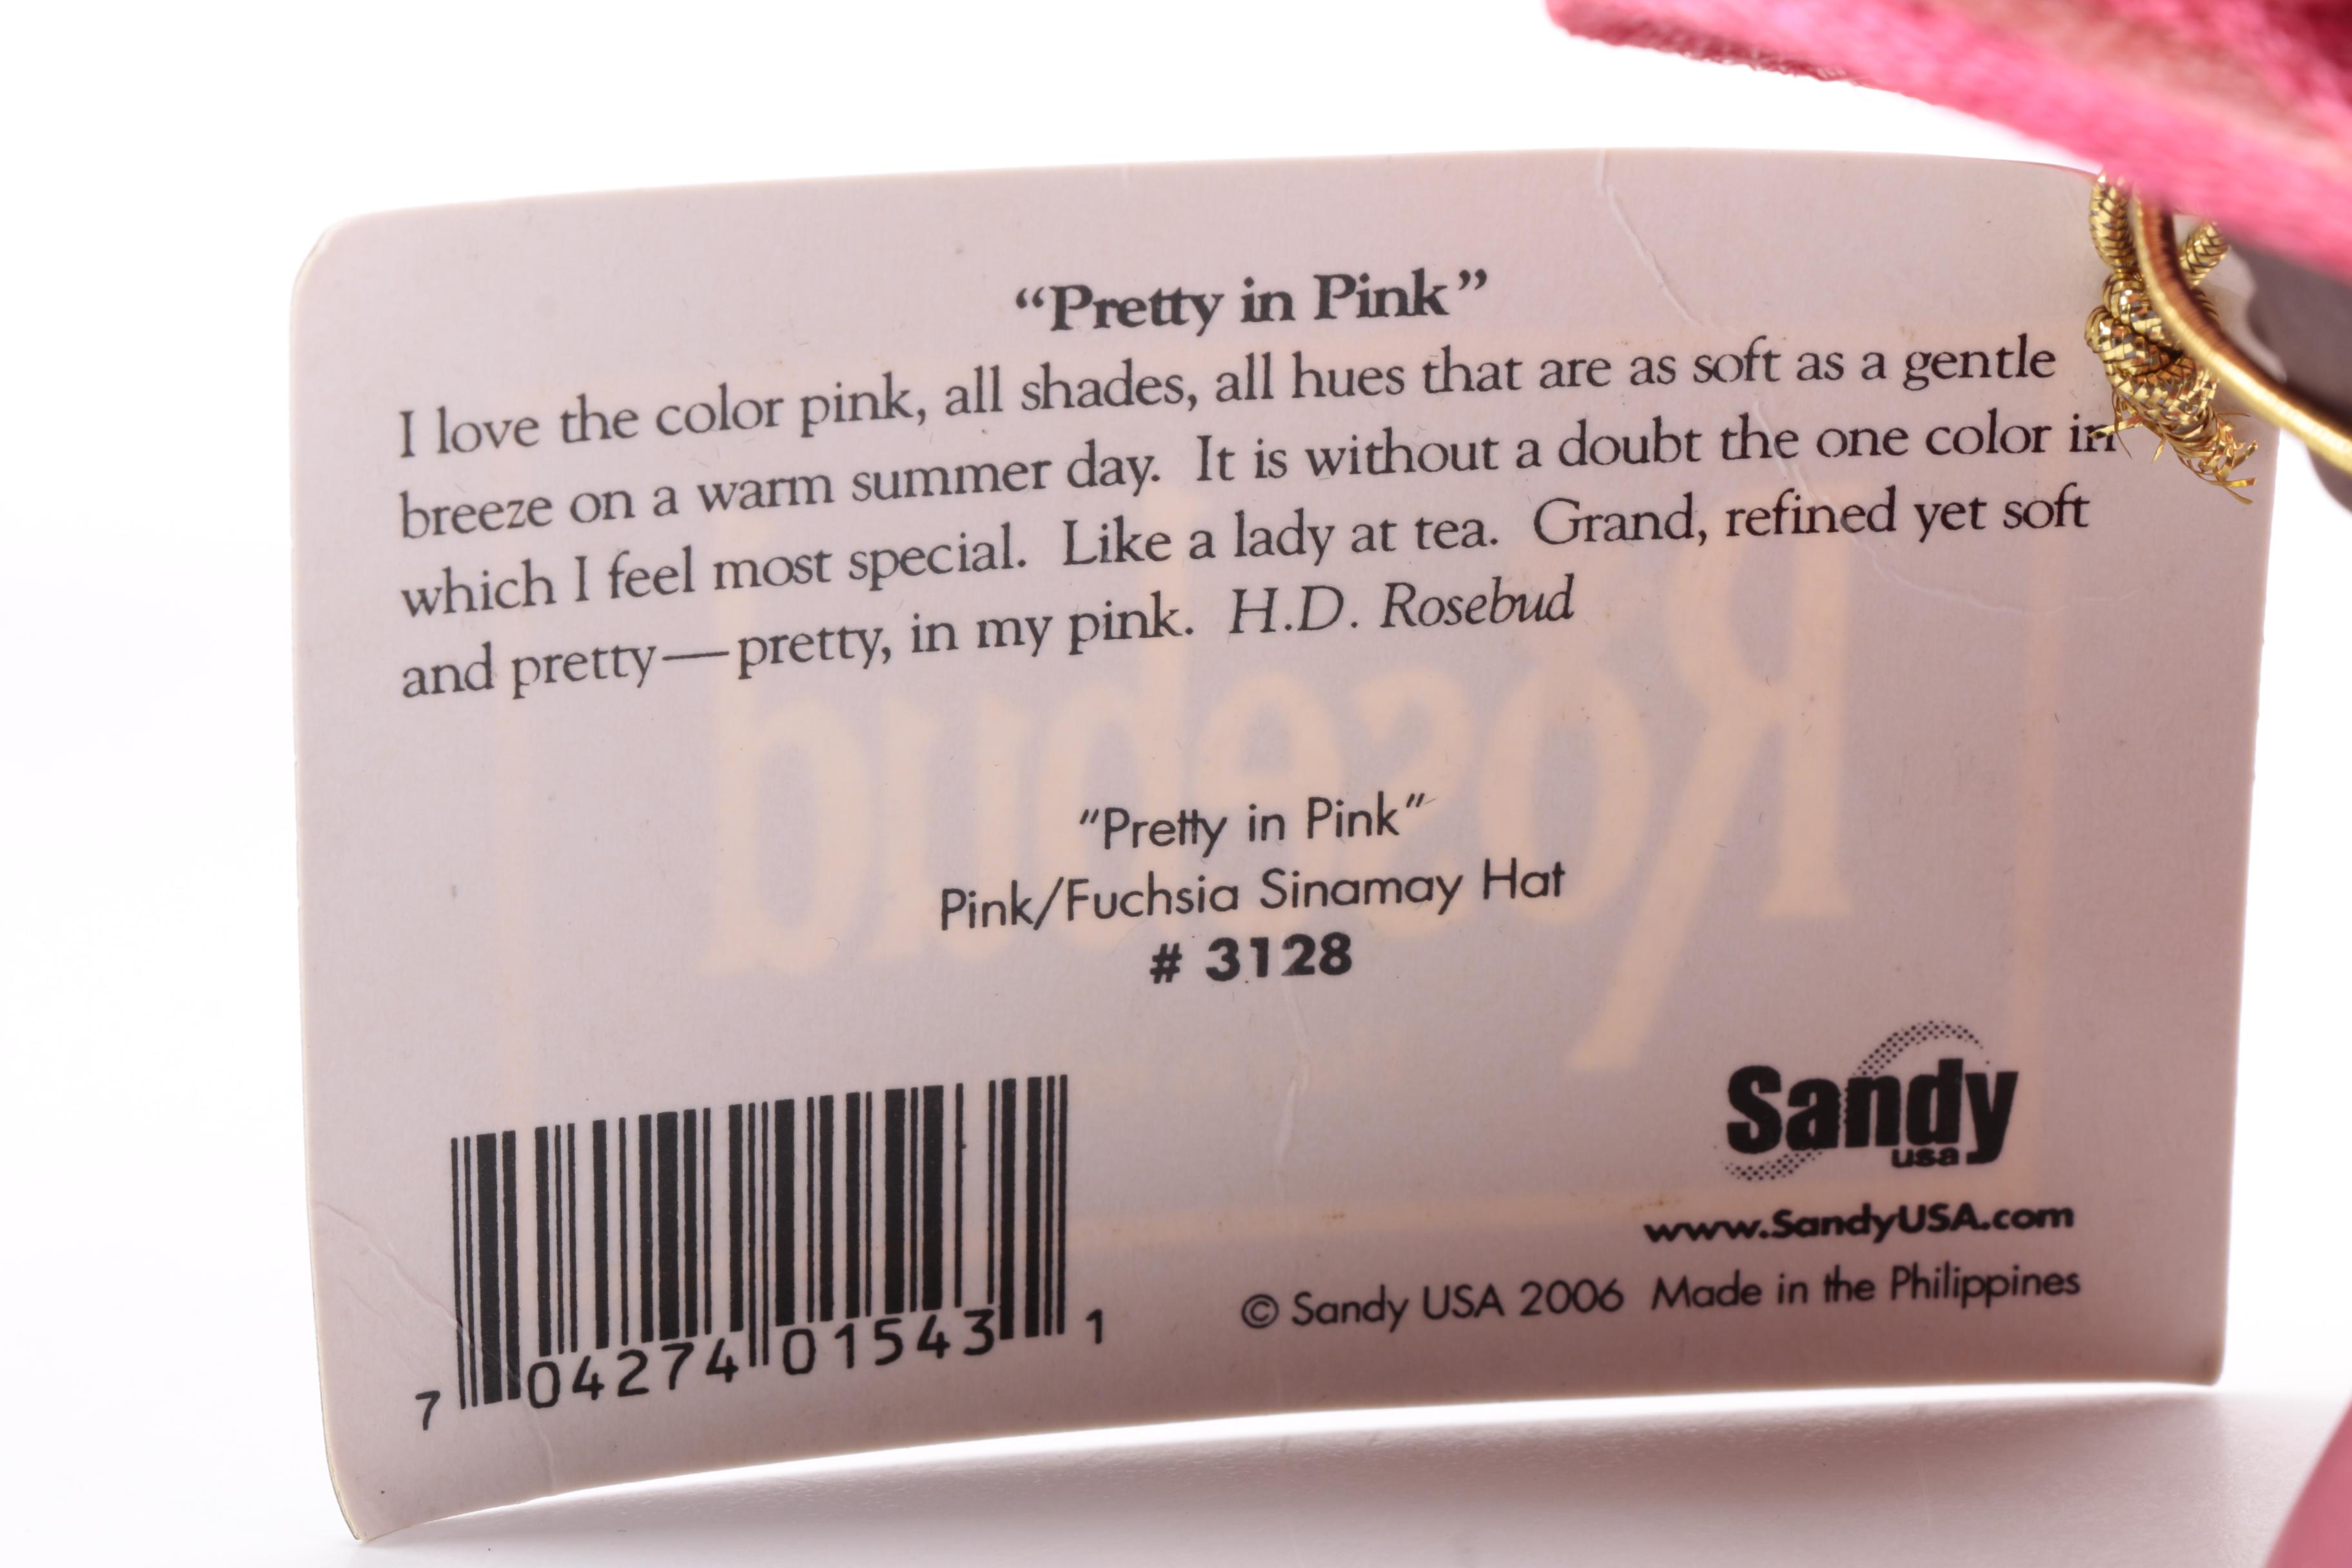 “Pretty in Pink”
I love the color pink, all shades, all hues that are as soft as a gentle
breeze on a warm summer day. It is without a doubt the one color in
which I feel most special. Like a lady at tea. Grand, refined yet soft
and pretty—pretty, in my pink. H.D. Rosebud
Rosebud
"Pretty in Pink"
Pink/Fuchsia Sinamay Hat
# 3128
Sandy
usa
www.SandyUSA.com
© Sandy USA 2006 Made in the Philippines
7 04274 01543 1